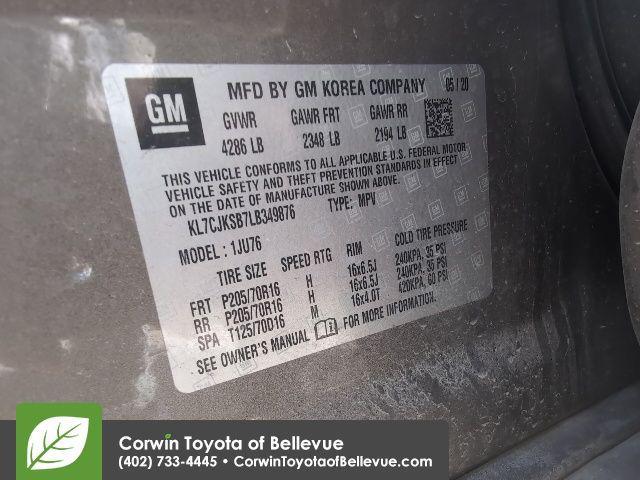 GM
MFD BY GM KOREA COMPANY 05/20
GVWR GAWR FRT GAWR RR
4286 LB 2348 LB 2194 LB
THIS VEHICLE CONFORMS TO ALL APPLICABLE U.S. FEDERAL MOTOR
VEHICLE SAFETY AND THEFT PREVENTION STANDARDS IN EFFECT
ON THE DATE OF MANUFACTURE SHOWN ABOVE.
KL7CJKSB7LB349876 TYPE: MPV
MODEL: 1JU76
TIRE SIZE SPEED RTG RIM COLD TIRE PRESSURE
FRT P205/70R16 H 16x6.5J 240KPA, 35 PSI
RR P205/70R16 H 16x6.5J 240KPA, 35 PSI
SPA T125/70D16 M 16x4.0T 420KPA, 60 PSI
SEE OWNER'S MANUAL FOR MORE INFORMATION.
Corwin Toyota of Bellevue
(402) 733-4445 • CorwinToyotaofBellevue.com